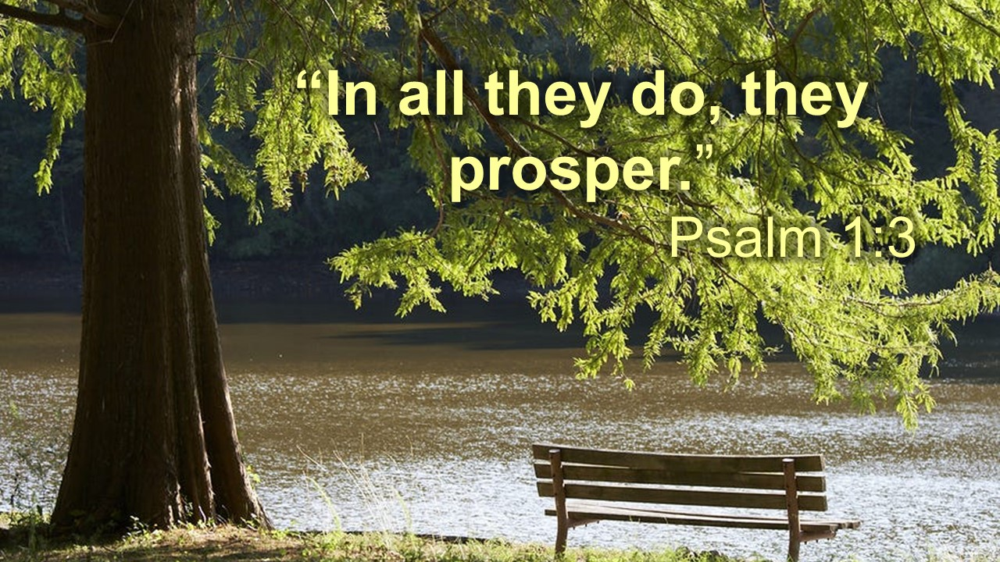 “In all they do, they
prosper.”
Psalm 1:3